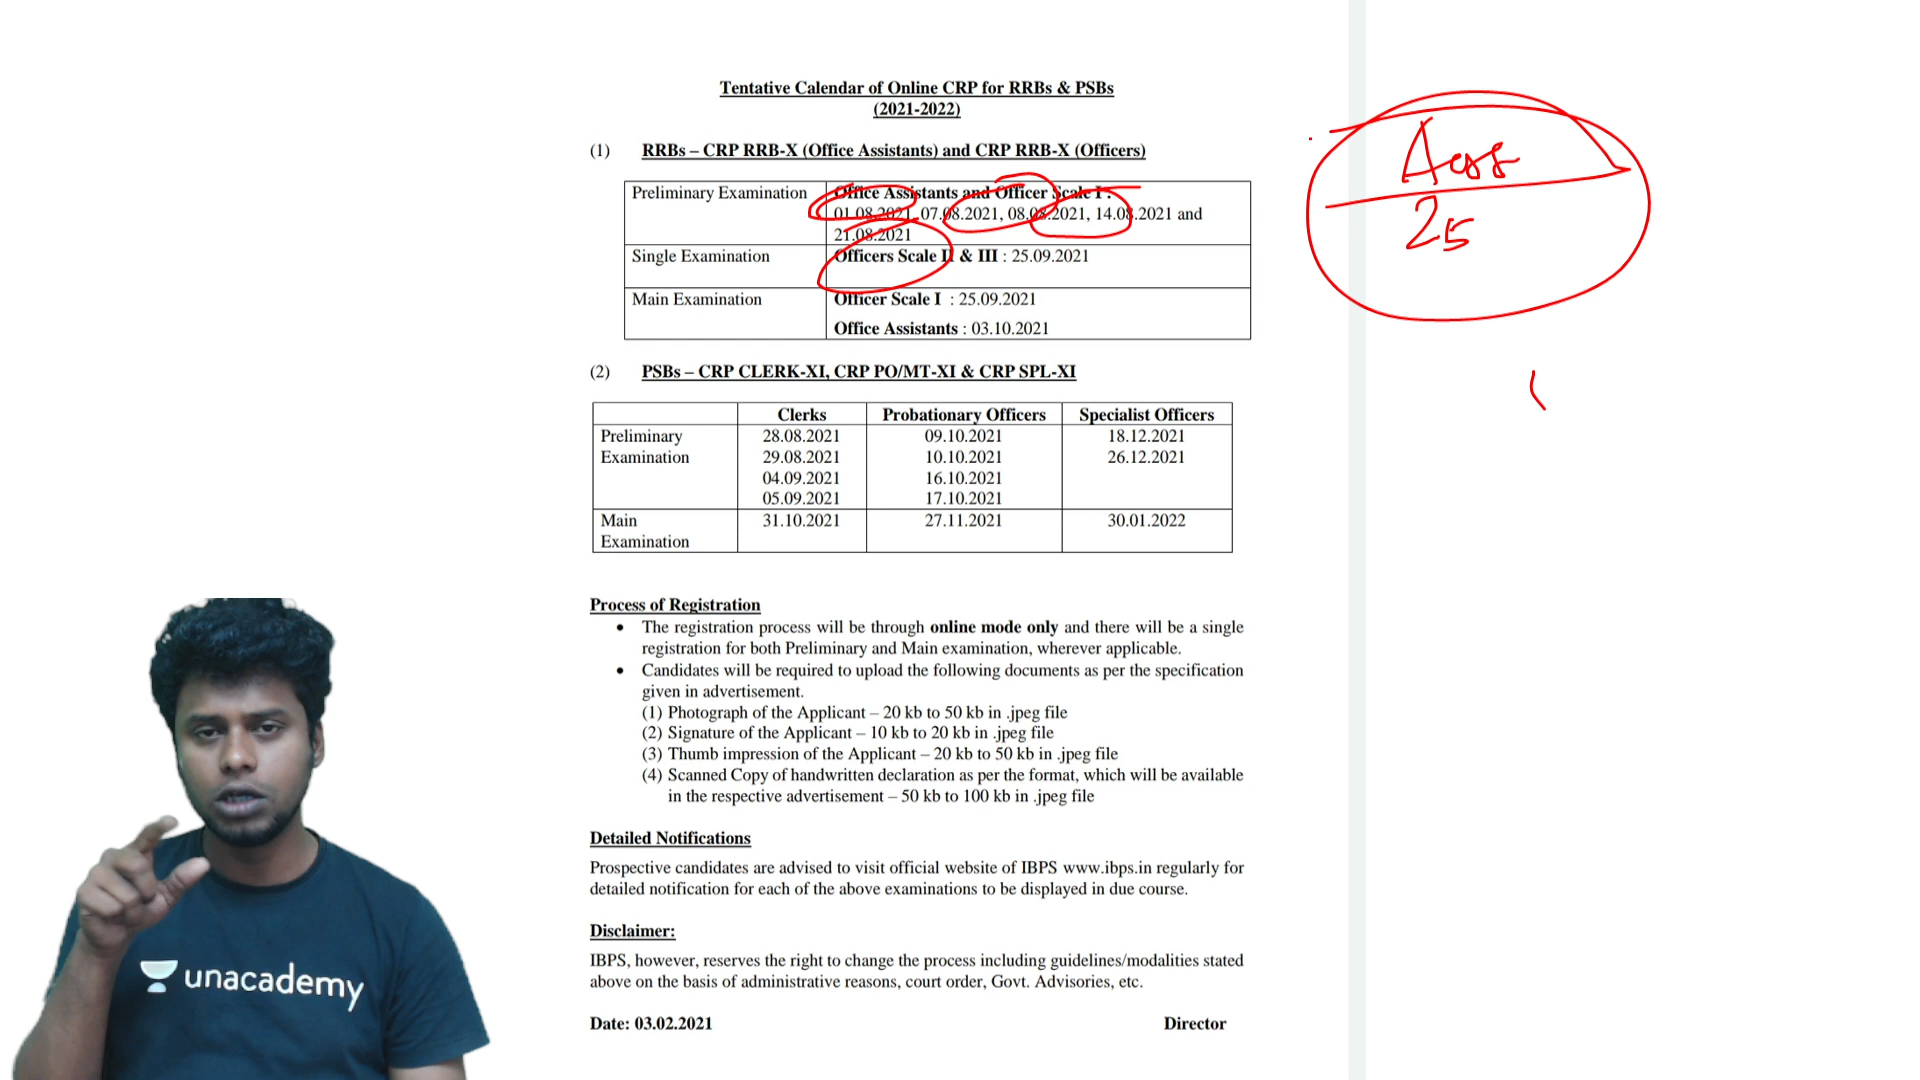 Tentative Calendar of Online CRP for RRBs & PSBs
(2021-2022)
(1) RRBs – CRP RRB-X (Office Assistants) and CRP RRB-X (Officers)
Preliminary Examination Office Assistants and Officer Scale I :
01.08.2021, 07.08.2021, 08.08.2021, 14.08.2021 and
21.08.2021
Single Examination Officers Scale II & III : 25.09.2021
Main Examination Officer Scale I : 25.09.2021
Office Assistants : 03.10.2021
(2) PSBs – CRP CLERK-XI, CRP PO/MT-XI & CRP SPL-XI
Clerks Probationary Officers Specialist Officers
Preliminary 28.08.2021 09.10.2021 18.12.2021
Examination 29.08.2021 10.10.2021 26.12.2021
04.09.2021 16.10.2021
05.09.2021 17.10.2021
Main 31.10.2021 27.11.2021 30.01.2022
Examination
Process of Registration
• The registration process will be through online mode only and there will be a single
registration for both Preliminary and Main examination, wherever applicable.
• Candidates will be required to upload the following documents as per the specification
given in advertisement.
(1) Photograph of the Applicant – 20 kb to 50 kb in .jpeg file
(2) Signature of the Applicant – 10 kb to 20 kb in .jpeg file
(3) Thumb impression of the Applicant – 20 kb to 50 kb in .jpeg file
(4) Scanned Copy of handwritten declaration as per the format, which will be available
in the respective advertisement – 50 kb to 100 kb in .jpeg file
Detailed Notifications
Prospective candidates are advised to visit official website of IBPS www.ibps.in regularly for
detailed notification for each of the above examinations to be displayed in due course.
Disclaimer:
IBPS, however, reserves the right to change the process including guidelines/modalities stated
above on the basis of administrative reasons, court order, Govt. Advisories, etc.
Date: 03.02.2021 Director
25
unacademy